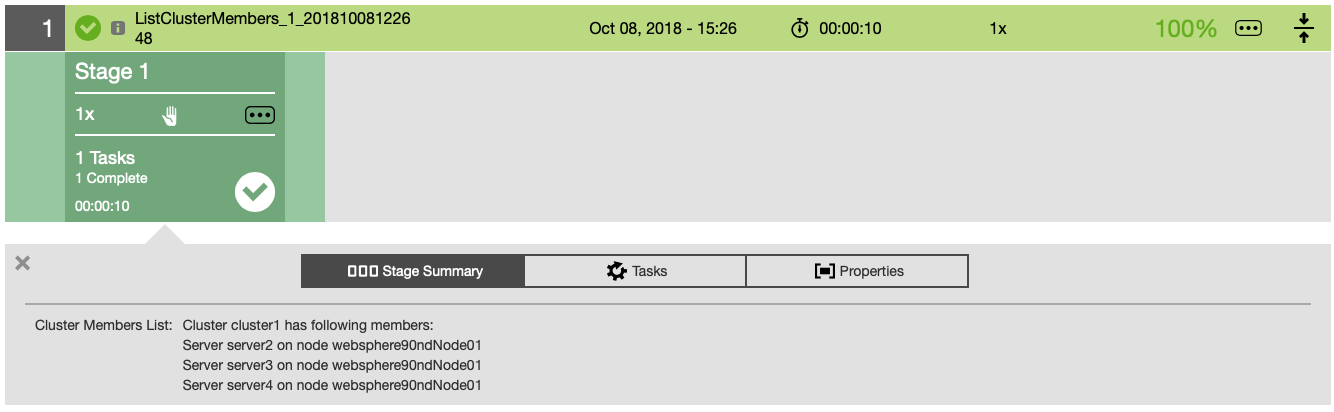 1
ListClusterMembers_1_201810081226
48
Oct 08, 2018 - 15:26
00:00:10
1x
100%
Stage 1
1x
1 Tasks
1 Complete
00:00:10
Stage Summary
Tasks
Properties
Cluster Members List: Cluster cluster1 has following members:
Server server2 on node websphere90ndNode01
Server server3 on node websphere90ndNode01
Server server4 on node websphere90ndNode01